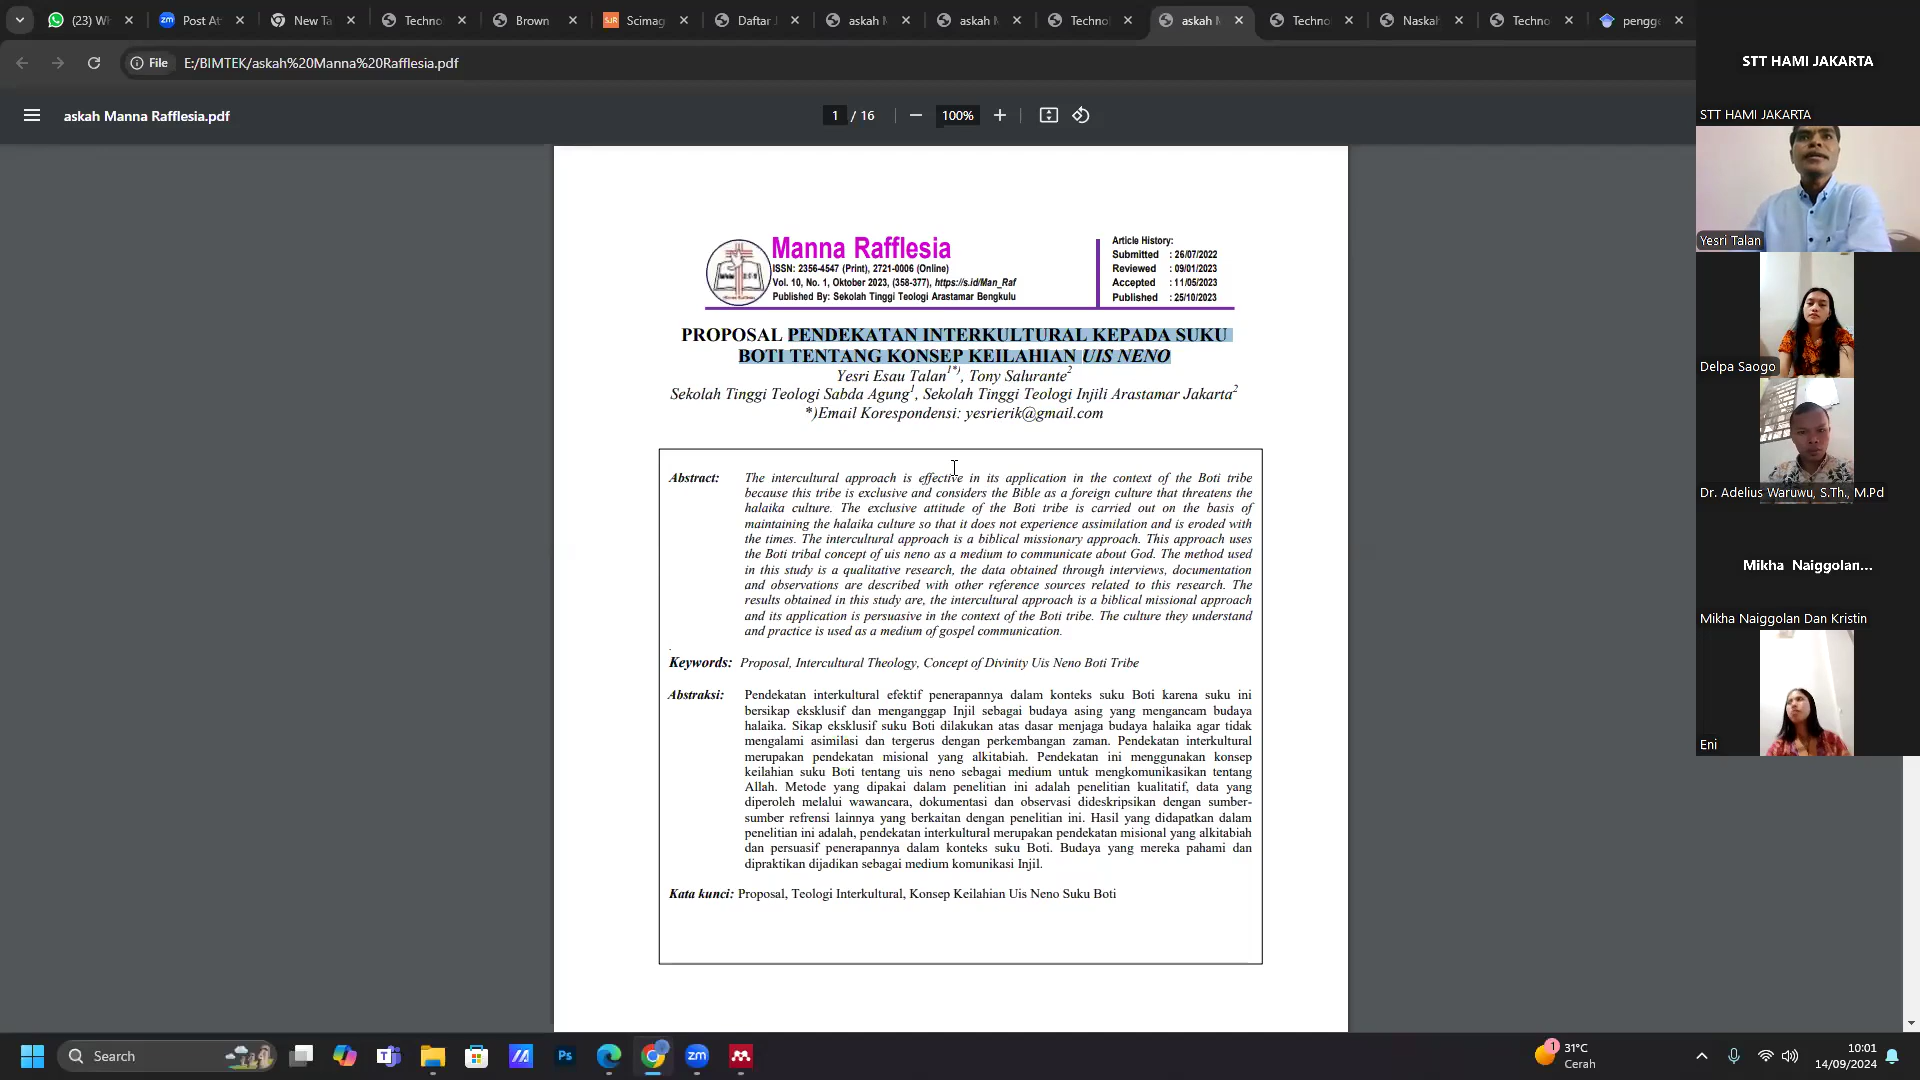 (23) W
Post At
New Ta
Techno
Brown
Scimag
Daftar J
askah M
askah M
Techno
askah M
Techno
Naskah
Techno
pengge
File
E:/BIMTEK/askah%20Manna%20Rafflesia.pdf
askah Manna Rafflesia.pdf
1 / 16
100%
Manna Rafflesia
ISSN: 2356-4547 (Print), 2721-0006 (Online)
Vol. 10, No. 1, Oktober 2023, (358-377), https://s.id/Man_Raf
Published By: Sekolah Tinggi Teologi Arastamar Bengkulu
Article History:
Submitted : 26/07/2022
Reviewed : 09/01/2023
Accepted : 11/05/2023
Published : 25/10/2023
PROPOSAL PENDEKATAN INTERKULTURAL KEPADA SUKU
BOTI TENTANG KONSEP KEILAHIAN UIS NENO
Yesri Esau Talan1*), Tony Salurante2
Sekolah Tinggi Teologi Sabda Agung1, Sekolah Tinggi Teologi Injili Arastamar Jakarta2
*)Email Korespondensi: yesrierik@gmail.com
Abstract: The intercultural approach is effective in its application in the context of the Boti tribe
because this tribe is exclusive and considers the Bible as a foreign culture that threatens the
halaika culture. The exclusive attitude of the Boti tribe is carried out on the basis of
maintaining the halaika culture so that it does not experience assimilation and is eroded with
the times. The intercultural approach is a biblical missionary approach. This approach uses
the Boti tribal concept of uis neno as a medium to communicate about God. The method used
in this study is a qualitative research, the data obtained through interviews, documentation
and observations are described with other reference sources related to this research. The
results obtained in this study are, the intercultural approach is a biblical missional approach
and its application is persuasive in the context of the Boti tribe. The culture they understand
and practice is used as a medium of gospel communication.
.
Keywords: Proposal, Intercultural Theology, Concept of Divinity Uis Neno Boti Tribe
Abstraksi: Pendekatan interkultural efektif penerapannya dalam konteks suku Boti karena suku ini
bersikap eksklusif dan menganggap Injil sebagai budaya asing yang mengancam budaya
halaika. Sikap eksklusif suku Boti dilakukan atas dasar menjaga budaya halaika agar tidak
mengalami asimilasi dan tergerus dengan perkembangan zaman. Pendekatan interkultural
merupakan pendekatan misional yang alkitabiah. Pendekatan ini menggunakan konsep
keilahian suku Boti tentang uis neno sebagai medium untuk mengkomunikasikan tentang
Allah. Metode yang dipakai dalam penelitian ini adalah penelitian kualitatif, data yang
diperoleh melalui wawancara, dokumentasi dan observasi dideskripsikan dengan sumber-
sumber refrensi lainnya yang berkaitan dengan penelitian ini. Hasil yang didapatkan dalam
penelitian ini adalah, pendekatan interkultural merupakan pendekatan misional yang alkitabiah
dan persuasif penerapannya dalam konteks suku Boti. Budaya yang mereka pahami dan
dipraktikan dijadikan sebagai medium komunikasi Injil.
Kata kunci: Proposal, Teologi Interkultural, Konsep Keilahian Uis Neno Suku Boti
STT HAMI JAKARTA
STT HAMI JAKARTA
Yesri Talan
Delpa Saogo
Dr. Adelius Waruwu, S.Th., M.Pd
Mikha Naiggolan...
Mikha Naiggolan Dan Kristin
Eni
Search
31°C
Cerah
10:01
14/09/2024